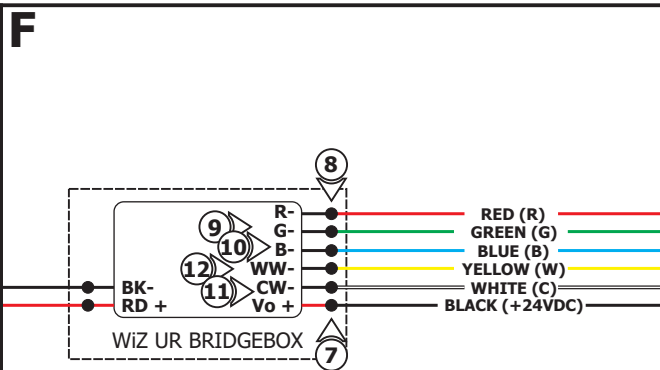 F
8
R-
RED (R)
9
G-
GREEN (G)
10
B-
BLUE (B)
12
WW-
YELLOW (W)
BK-
11
CW-
WHITE (C)
RD +
Vo +
BLACK (+24VDC)
WiZ UR BRIDGEBOX
7